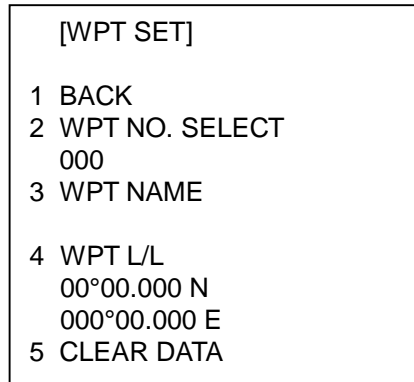 [WPT SET]
1 BACK
2 WPT NO. SELECT
000
3 WPT NAME
4 WPT L/L
00°00.000 N
000°00.000 E
5 CLEAR DATA